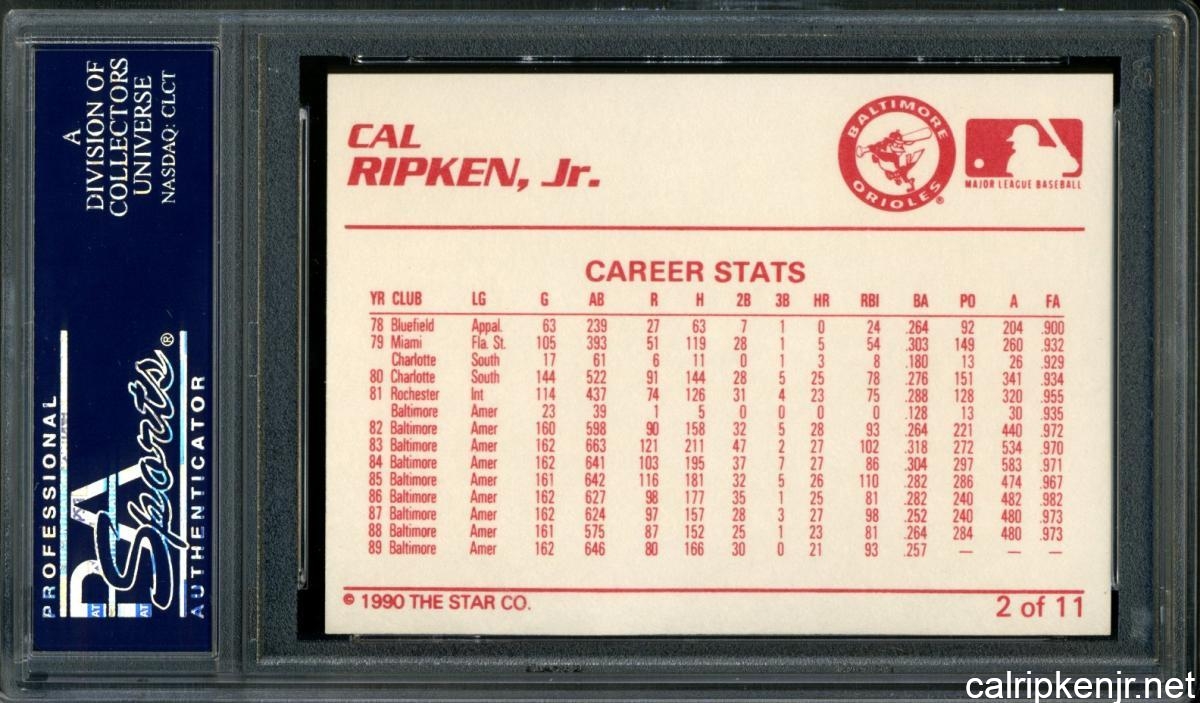 A
DIVISION OF
COLLECTORS
UNIVERSE
NASDAQ: CLCT
PROFESSIONAL
PSA
Sports®
AUTHENTICATOR
CAL
RIPKEN, Jr.
BALTIMORE
ORIOLES®
MAJOR LEAGUE BASEBALL
CAREER STATS
YR CLUB LG G AB R H 2B 3B HR RBI BA PO A FA
78 Bluefield Appal. 63 239 27 63 7 1 0 24 .264 92 204 .900
79 Miami Fla. St. 105 393 51 119 28 1 5 54 .303 149 260 .932
Charlotte South 17 61 6 11 0 1 3 8 .180 13 26 .929
80 Charlotte South 144 522 91 144 28 5 25 78 .276 151 341 .934
81 Rochester Int 114 437 74 126 31 4 23 75 .288 128 320 .955
Baltimore Amer 23 39 1 5 0 0 0 0 .128 13 30 .935
82 Baltimore Amer 160 598 90 158 32 5 28 93 .264 221 440 .972
83 Baltimore Amer 162 663 121 211 47 2 27 102 .318 272 534 .970
84 Baltimore Amer 162 641 103 195 37 7 27 86 .304 297 583 .971
85 Baltimore Amer 161 642 116 181 32 5 26 110 .282 286 474 .967
86 Baltimore Amer 162 627 98 177 35 1 25 81 .282 240 482 .982
87 Baltimore Amer 162 624 97 157 28 3 27 98 .252 240 480 .973
88 Baltimore Amer 161 575 87 152 25 1 23 81 .264 284 480 .973
89 Baltimore Amer 162 646 80 166 30 0 21 93 .257 — — —
© 1990 THE STAR CO.
2 of 11
calripkenjr.net